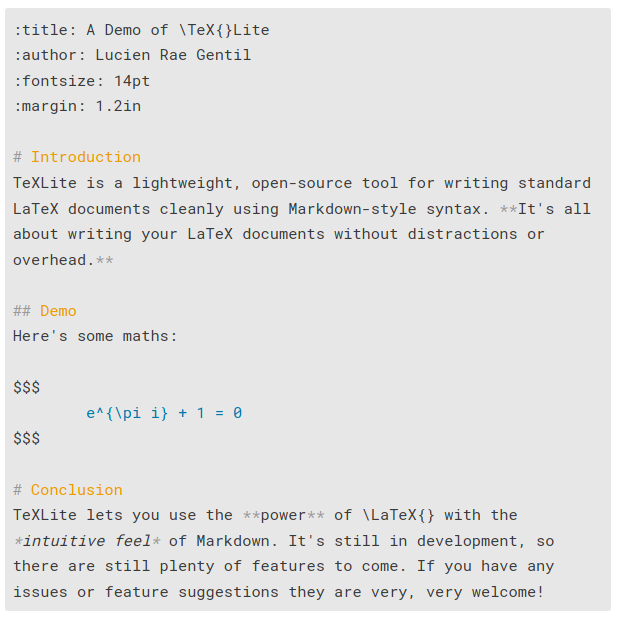 :title: A Demo of \TeX{}Lite
:author: Lucien Rae Gentil
:fontsize: 14pt
:margin: 1.2in
# Introduction
TeXLite is a lightweight, open-source tool for writing standard
LaTeX documents cleanly using Markdown-style syntax. **It's all
about writing your LaTeX documents without distractions or
overhead.**
## Demo
Here's some maths:
$$$
e^{\pi i} + 1 = 0
$$$
# Conclusion
TeXLite lets you use the **power** of \LaTeX{} with the
*intuitive feel* of Markdown. It's still in development, so
there are still plenty of features to come. If you have any
issues or feature suggestions they are very, very welcome!